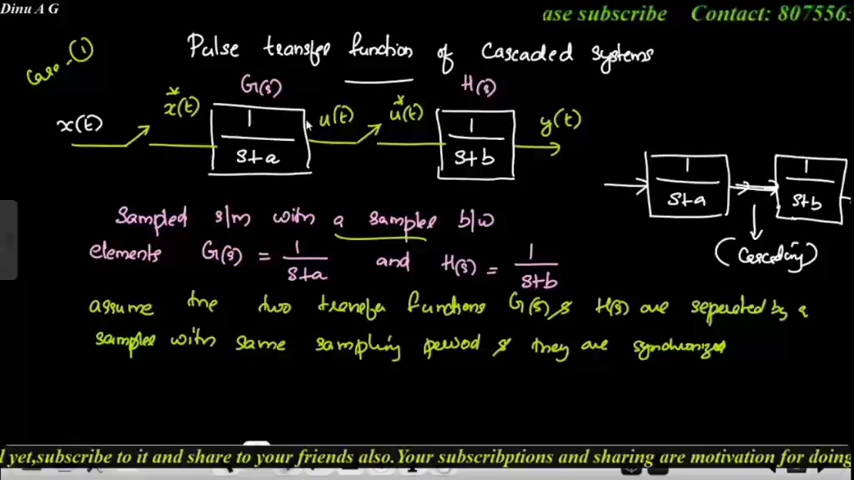 Dinu A G
ase subscribe Contact: 807556
Case - ①
Pulse transfer function of Cascaded systems
G(s) H(s)
x(t) x*(t) 1/(s+a) u(t) u*(t) 1/(s+b) y(t)
1/(s+a) 1/(s+b)
(Cascading)
Sampled s/m with a sampler b/w
elements G(s) = 1/(s+a) and H(s) = 1/(s+b)
assume the two transfer functions G(s) & H(s) are seperated by a
sampler with same sampling period & they are synchronized
l yet,subscribe to it and share to your friends also.Your subscribptions and sharing are motivation for doing